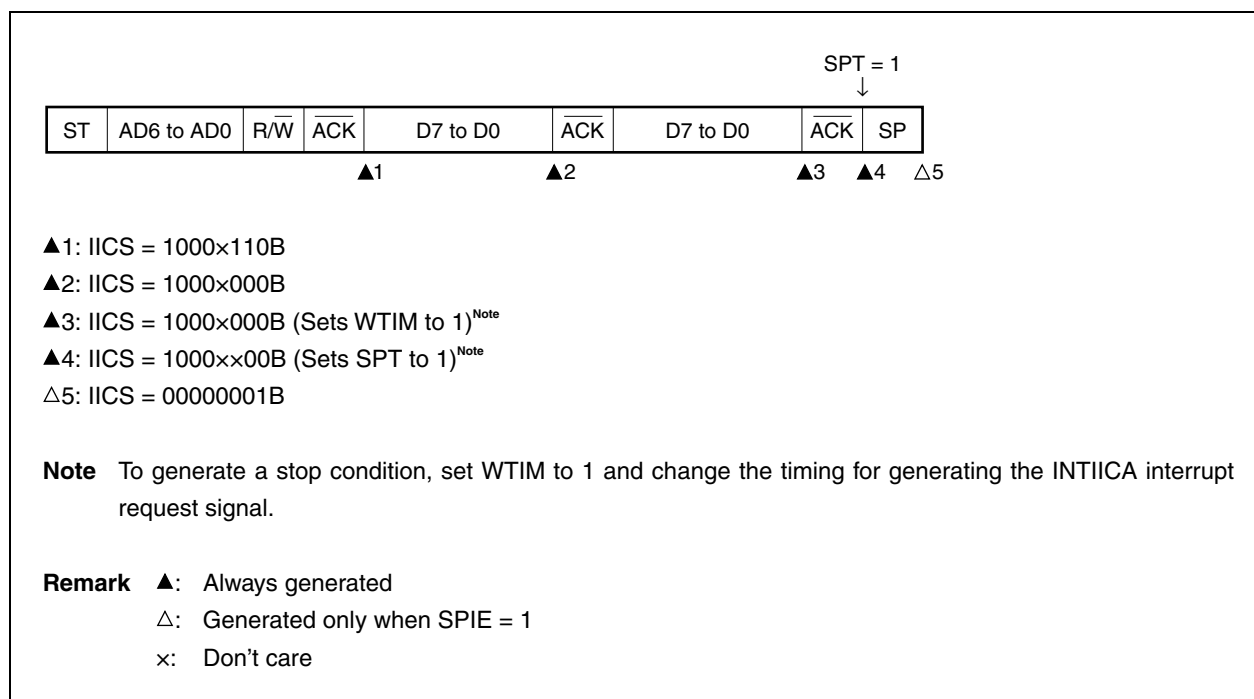 SPT = 1
↓
ST AD6 to AD0 R/W̅ A̅C̅K̅ D7 to D0 A̅C̅K̅ D7 to D0 A̅C̅K̅ SP
▲1 ▲2 ▲3 ▲4 △5
▲1: IICS = 1000×110B
▲2: IICS = 1000×000B
▲3: IICS = 1000×000B (Sets WTIM to 1)Note
▲4: IICS = 1000××00B (Sets SPT to 1)Note
△5: IICS = 00000001B
Note To generate a stop condition, set WTIM to 1 and change the timing for generating the INTIICA interrupt
request signal.
Remark ▲: Always generated
△: Generated only when SPIE = 1
×: Don't care